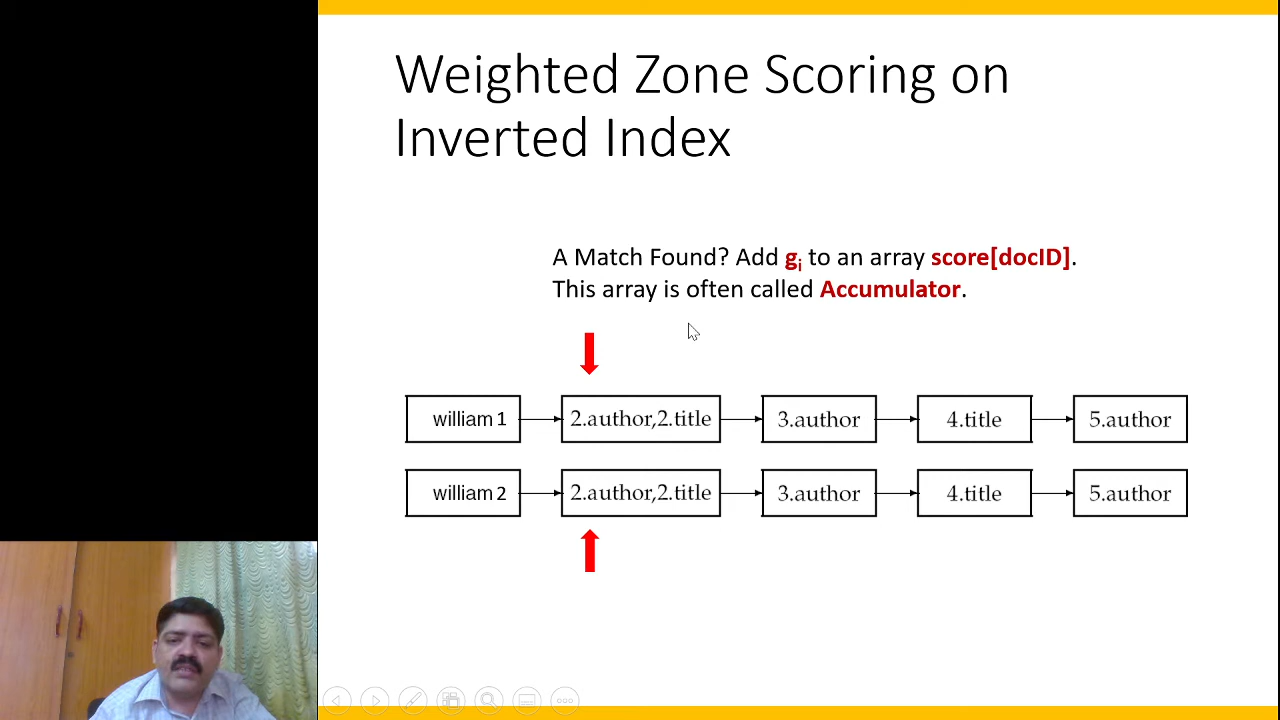 Weighted Zone Scoring on
Inverted Index
A Match Found? Add gi to an array score[docID].
This array is often called Accumulator.
william 1 2.author,2.title 3.author 4.title 5.author
william 2 2.author,2.title 3.author 4.title 5.author